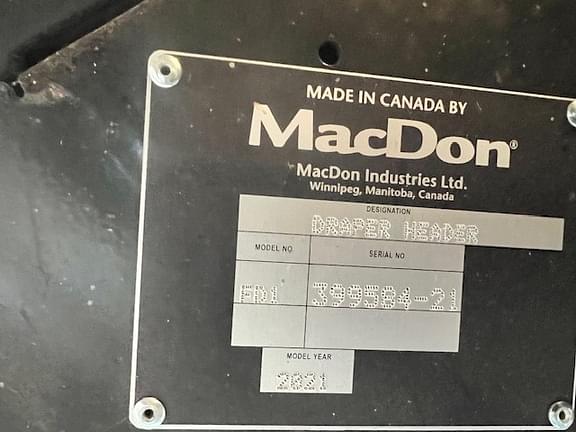 MADE IN CANADA BY
MacDon®
MacDon Industries Ltd.
Winnipeg, Manitoba, Canada
DESIGNATION
DRAPER HEADER
MODEL NO. SERIAL NO
FD1 399584-21
MODEL YEAR
2021